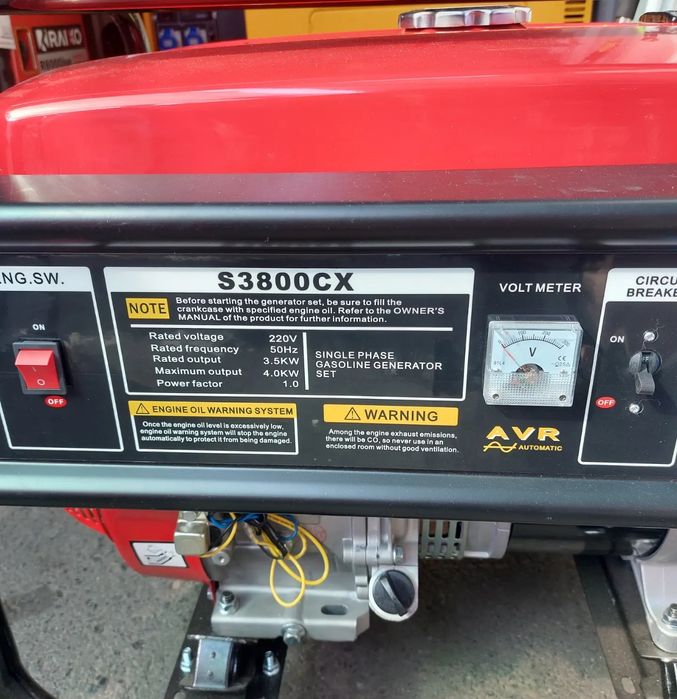 RAIKO
ENG.SW.
ON
OFF
S3800CX
NOTE
Before starting the generator set, be sure to fill the
crankcase with specified engine oil. Refer to the OWNER'S
MANUAL of the product for further information.
Rated voltage 220V
Rated frequency 50Hz
Rated output 3.5KW
Maximum output 4.0KW
Power factor 1.0
SINGLE PHASE
GASOLINE GENERATOR
SET
ENGINE OIL WARNING SYSTEM
Once the engine oil level is excessively low,
engine oil warning system will stop the engine
automatically to protect it from being damaged.
WARNING
Among the engine exhaust emissions,
there will be CO, so never use in an
enclosed room without good ventilation.
VOLT METER
100 200 300
V
AVR
AUTOMATIC
CIRCU
BREAKE
ON
OFF